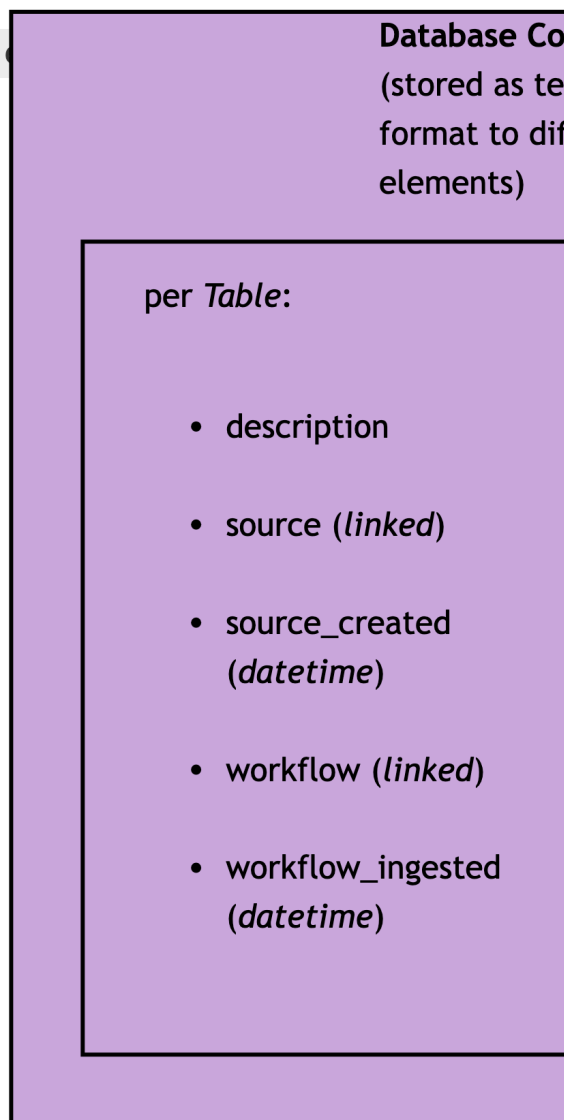 Database Co
(stored as te
format to dif
elements)
per Table:
• description
• source (linked)
• source_created
(datetime)
• workflow (linked)
• workflow_ingested
(datetime)